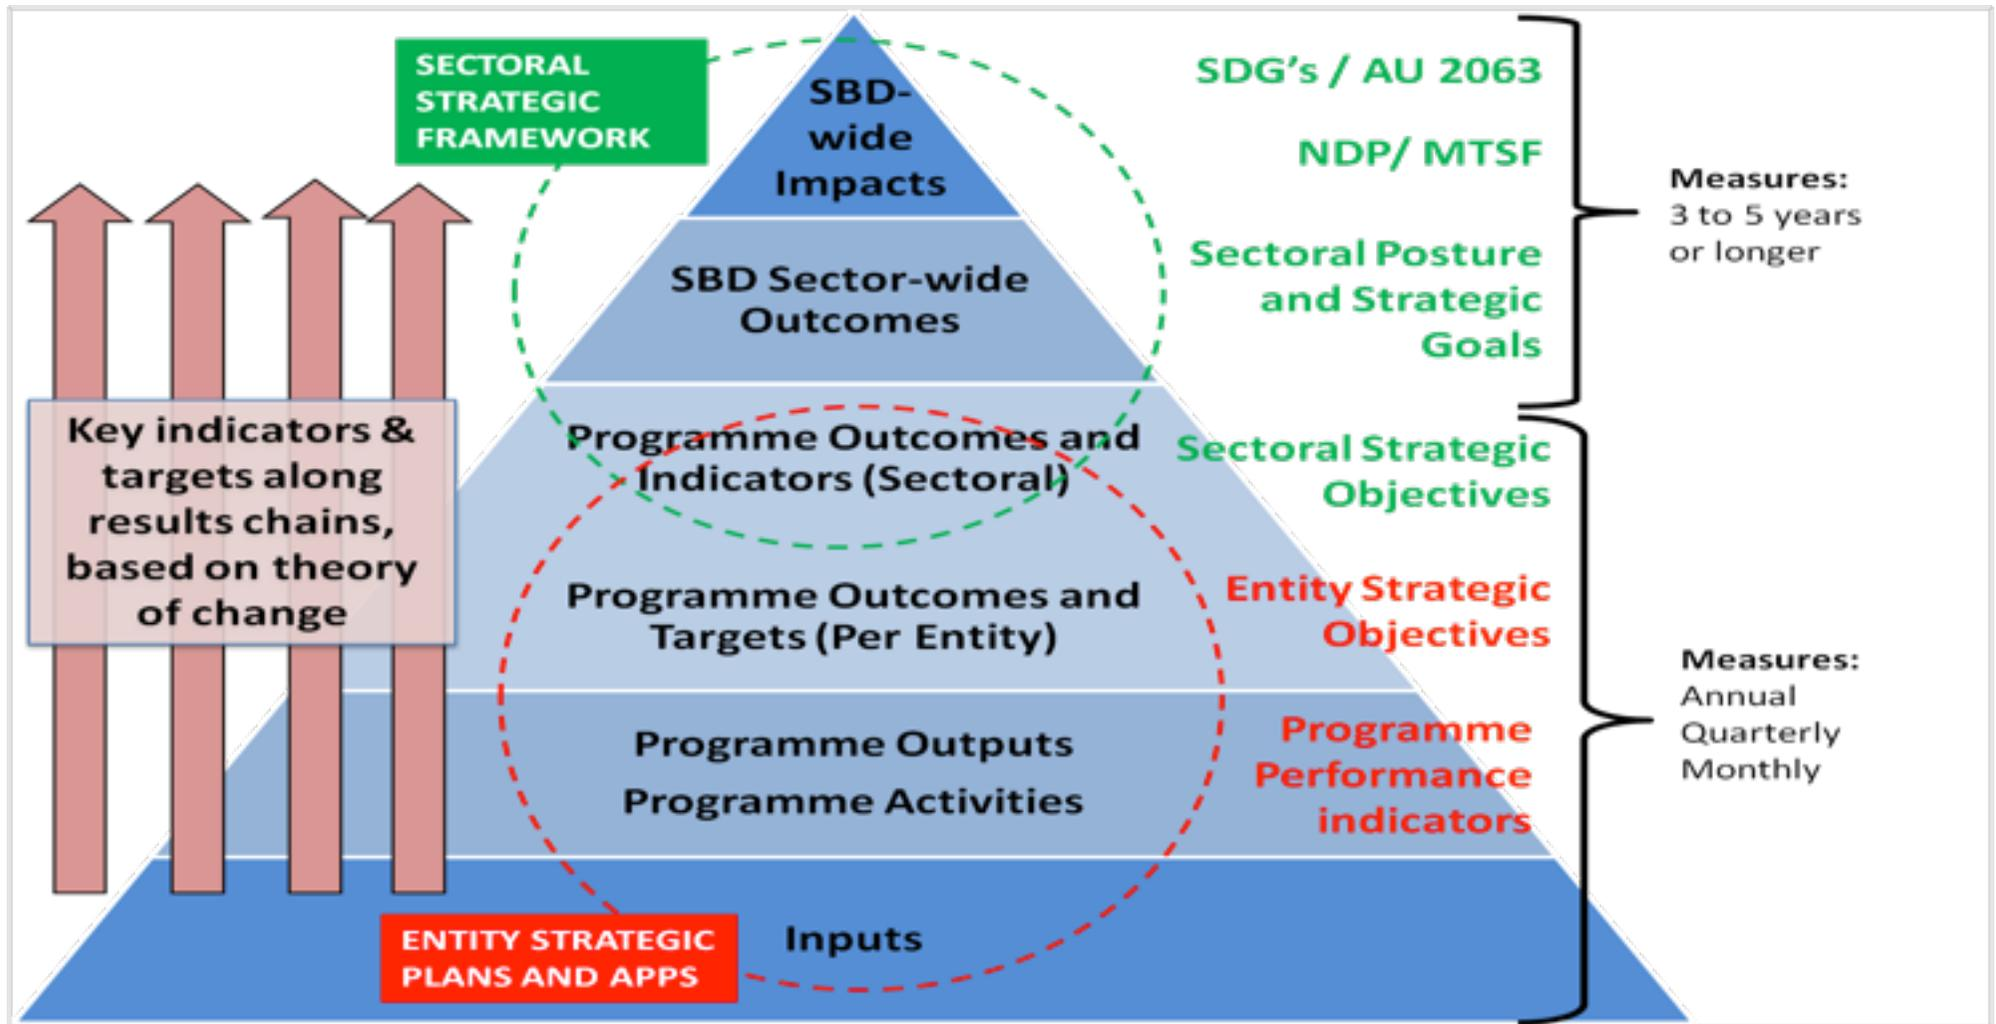 SECTORAL
STRATEGIC
FRAMEWORK
SBD-
wide
Impacts
SBD Sector-wide
Outcomes
Programme Outcomes and
Indicators (Sectoral)
Programme Outcomes and
Targets (Per Entity)
Programme Outputs
Programme Activities
Inputs
ENTITY STRATEGIC
PLANS AND APPS
Key indicators &
targets along
results chains,
based on theory
of change
SDG's / AU 2063
NDP/ MTSF
Sectoral Posture
and Strategic
Goals
Sectoral Strategic
Objectives
Entity Strategic
Objectives
Programme
Performance
indicators
Measures:
3 to 5 years
or longer
Measures:
Annual
Quarterly
Monthly